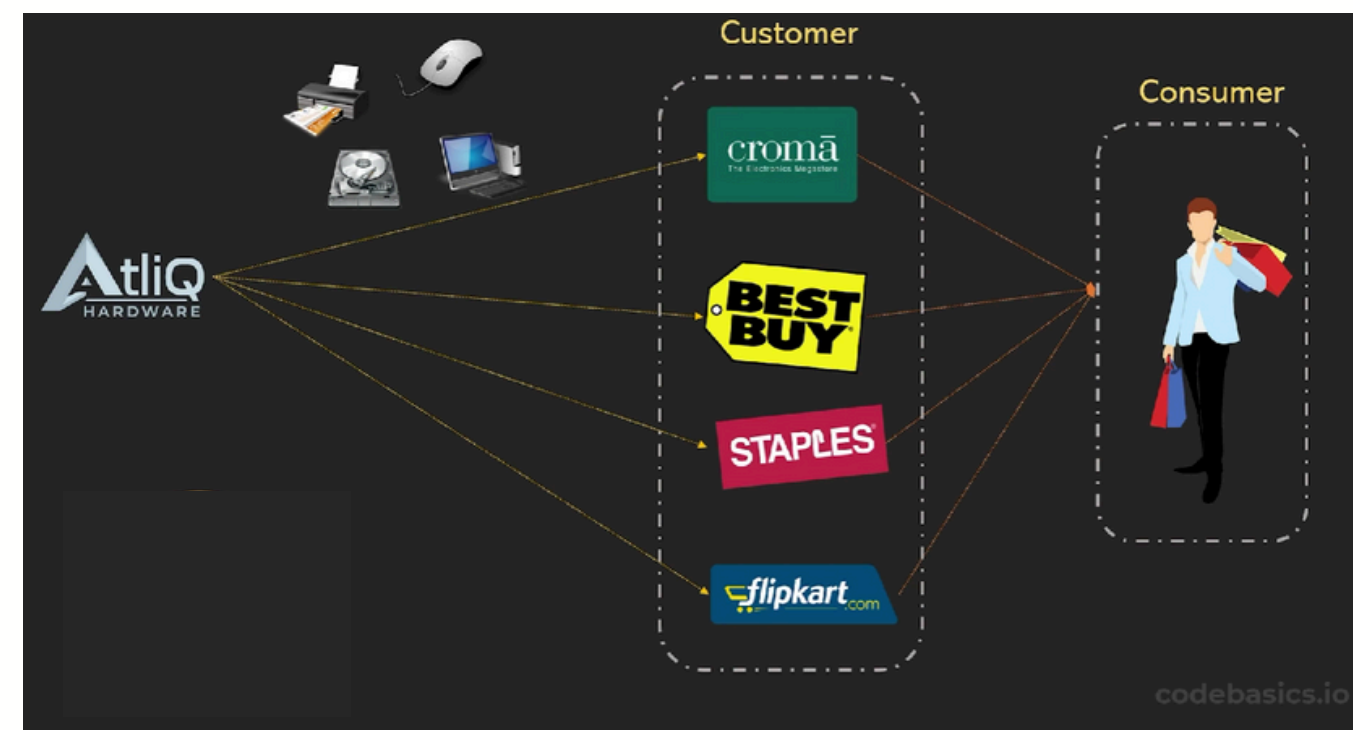 Customer
Consumer
cromā
The Electronics Megastore
AtliQ
HARDWARE
BEST
BUY
STAPLES
flipkart.com
codebasics.io